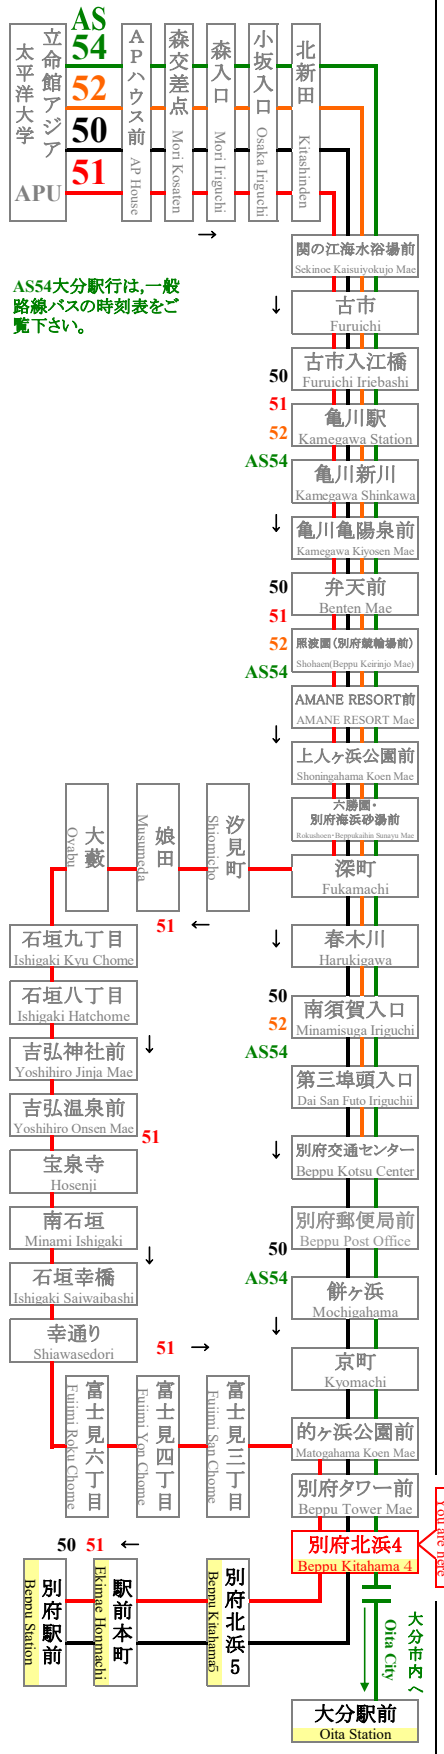 AS
54
52
50
51
立命館アジア
太平洋大学
APU
APハウス前
AP House
森交差点
Mori Kosaten
森入口
Mori Iriguchi
小坂入口
Osaka Iriguchi
北新田
Kitashinden
→
AS54大分駅行は,一般
路線バスの時刻表をご
覧下さい。
関の江海水浴場前
Sekinoe Kaisuiyokujo Mae
↓
古市
Furuichi
古市入江橋
Furuichi Iriebashi
50
51
52
AS54
亀川駅
Kamegawa Station
亀川新川
Kamegawa Shinkawa
↓
亀川亀陽泉前
Kamegawa Kiyosen Mae
50
51
52
AS54
弁天前
Benten Mae
照波園(別府競輪場前)
Shohaen(Beppu Keirinjo Mae)
AMANE RESORT前
AMANE RESORT Mae
↓
上人ヶ浜公園前
Shoningahama Koen Mae
六勝園・
別府海浜砂湯前
Rokushoen・Beppukaihin Sunayu Mae
深町
Fukamachi
汐見町
Shiomicho
娘田
Musumeda
大藪
Oyabu
51 ←
石垣九丁目
Ishigaki Kyu Chome
石垣八丁目
Ishigaki Hatchome
吉弘神社前
Yoshihiro Jinja Mae
↓
吉弘温泉前
Yoshihiro Onsen Mae
51
宝泉寺
Hosenji
南石垣
Minami Ishigaki
↓
石垣幸橋
Ishigaki Saiwaibashi
幸通り
Shiawasedori
51 →
富士見六丁目
Fujimi Roku Chome
富士見四丁目
Fujimi Yon Chome
富士見三丁目
Fujimi San Chome
↓
春木川
Harukigawa
50
52
AS54
南須賀入口
Minamisuga Iriguchi
第三埠頭入口
Dai San Futo Iriguchii
↓
別府交通センター
Beppu Kotsu Center
別府郵便局前
Beppu Post Office
50
AS54
餅ヶ浜
Mochigahama
↓
京町
Kyomachi
的ヶ浜公園前
Matogahama Koen Mae
別府タワー前
Beppu Tower Mae
別府北浜4
Beppu Kitahama 4
You are here
50 51 ←
別府北浜5
Beppu Kitahama5
駅前本町
Ekimae Honmachi
別府駅前
Beppu Station
大分市内へ
Oita City
大分駅前
Oita Station